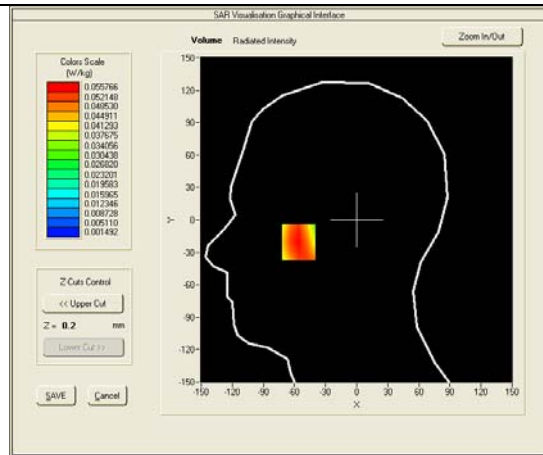 SAR Visualisation Graphical Interface
Volume Radiated Intensity
Zoom In/Out
Colors Scale
(W/kg)
0.055766
0.052148
0.048530
0.044911
0.041293
0.037675
0.034056
0.030438
0.026820
0.023201
0.019583
0.015965
0.012346
0.008728
0.005110
0.001492
Z Cuts Control
<< Upper Cut
Z = 0.2 mm
Lower Cut >>
SAVE Cancel
150-
120-
90-
60-
30-
0-
-30-
-60-
-90-
-120-
-150-
Y
-150 -120 -90 -60 -30 0 30 60 90 120 150
X